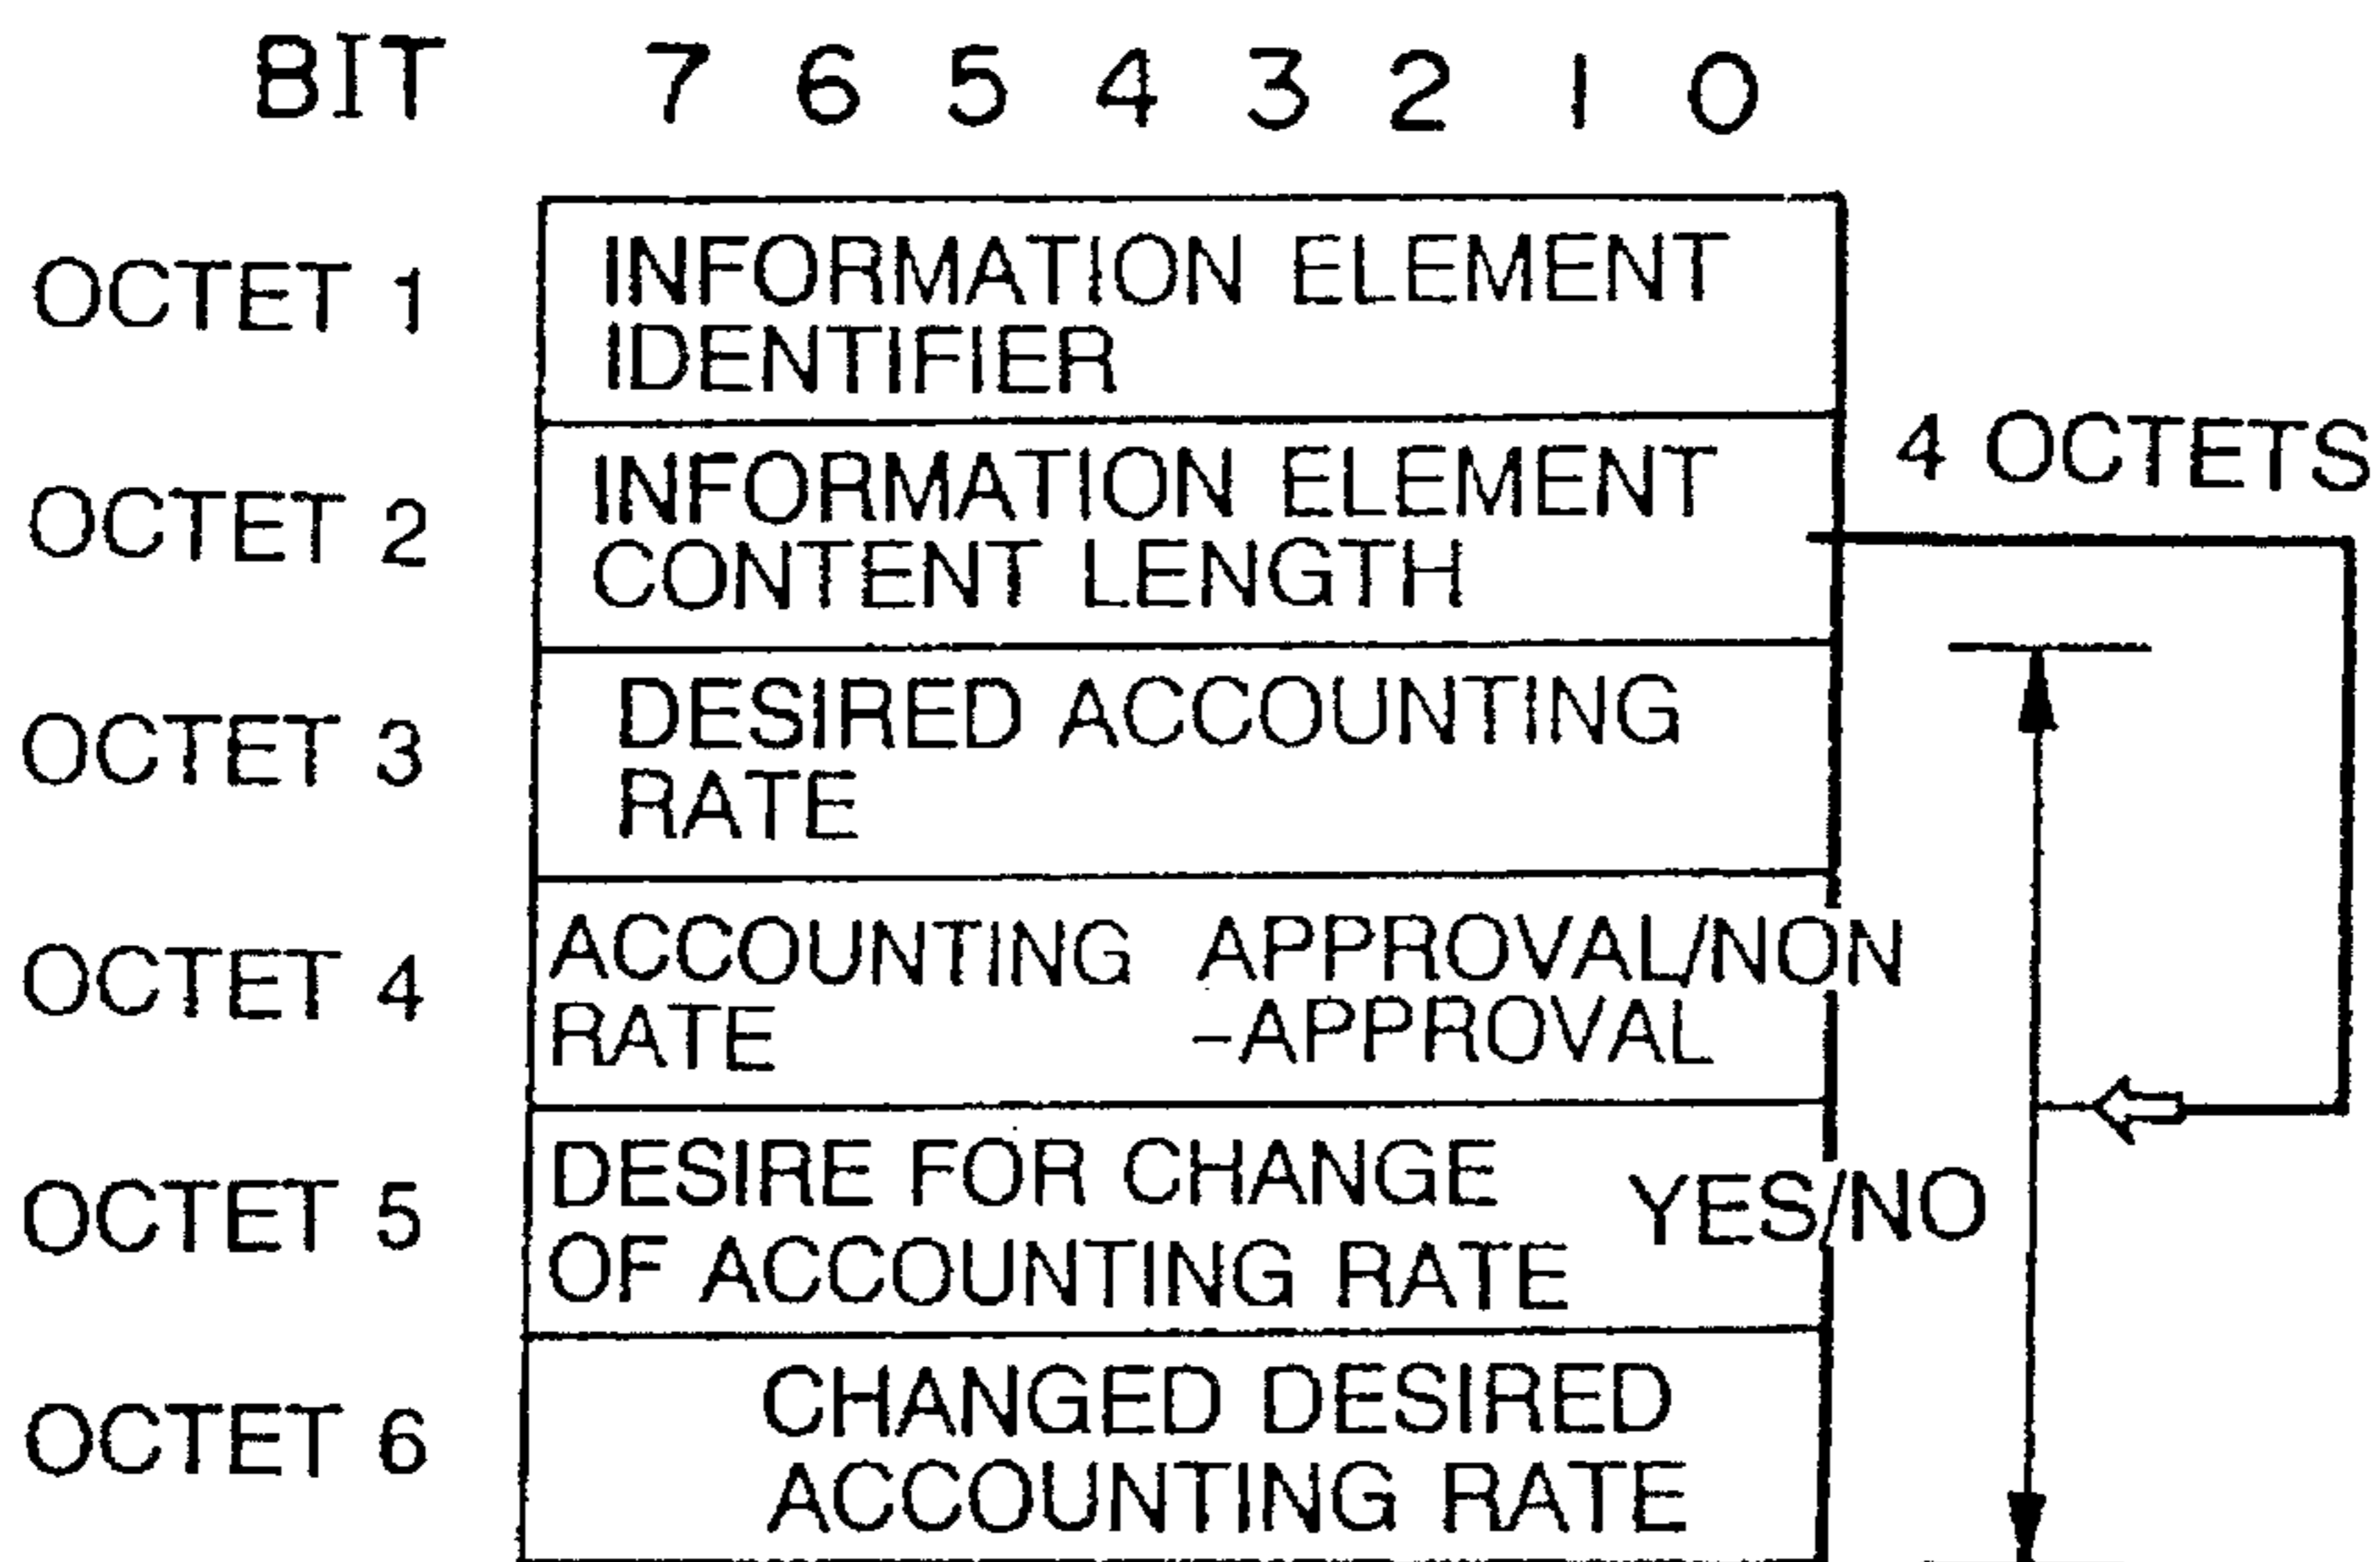 BIT 7 6 5 4 3 2 1 0
OCTET 1
INFORMATION ELEMENT
IDENTIFIER
OCTET 2
INFORMATION ELEMENT
CONTENT LENGTH
4 OCTETS
OCTET 3
DESIRED ACCOUNTING
RATE
OCTET 4
ACCOUNTING APPROVAL/NON
RATE -APPROVAL
OCTET 5
DESIRE FOR CHANGE
OF ACCOUNTING RATE
YES/NO
OCTET 6
CHANGED DESIRED
ACCOUNTING RATE